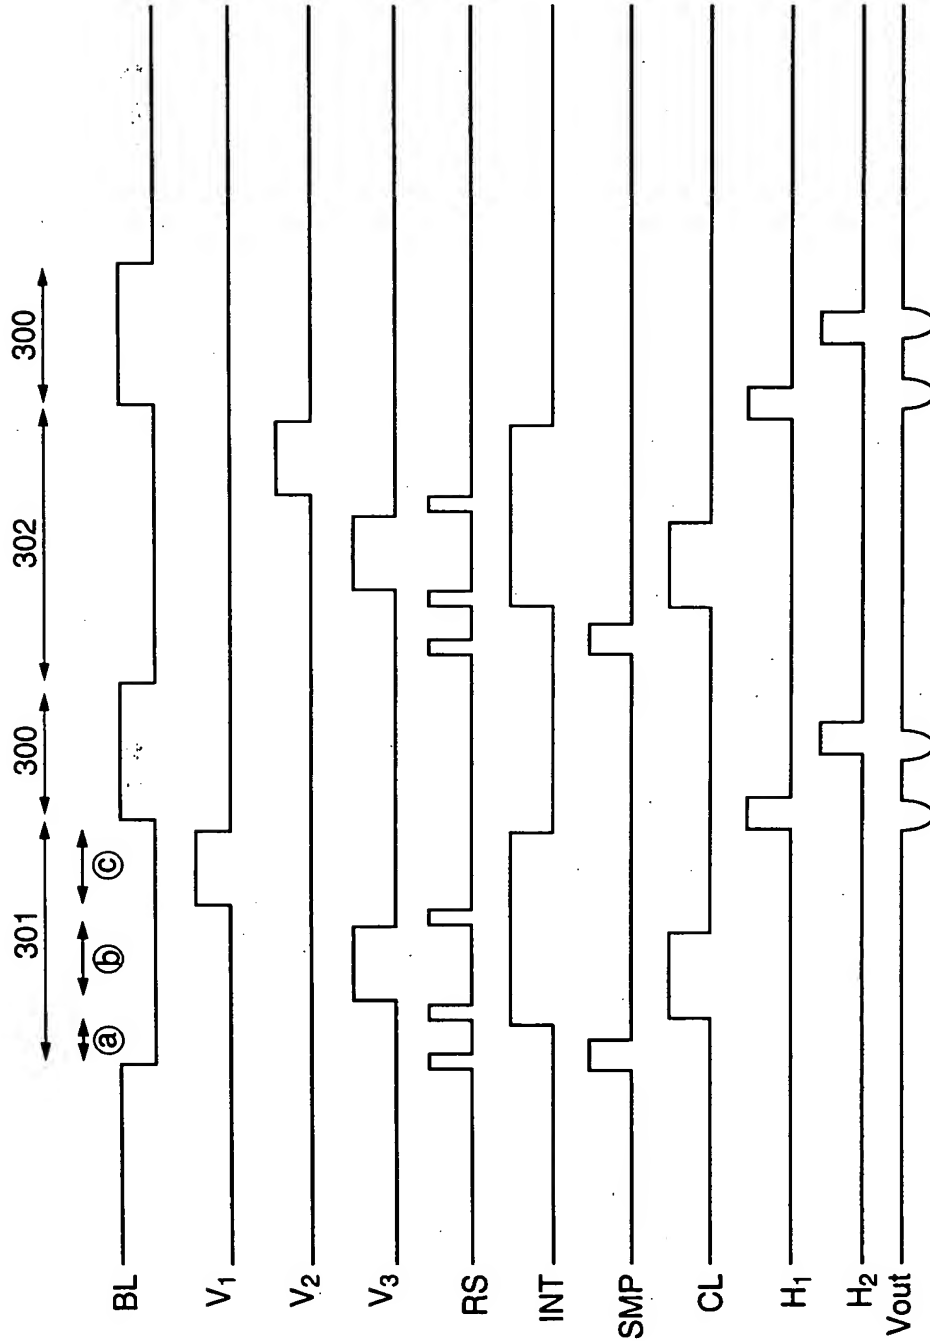 301 300 302 300
ⓐ ⓑ ⓒ
BL
V1
V2
V3
RS
INT
SMP
CL
H1
H2
Vout